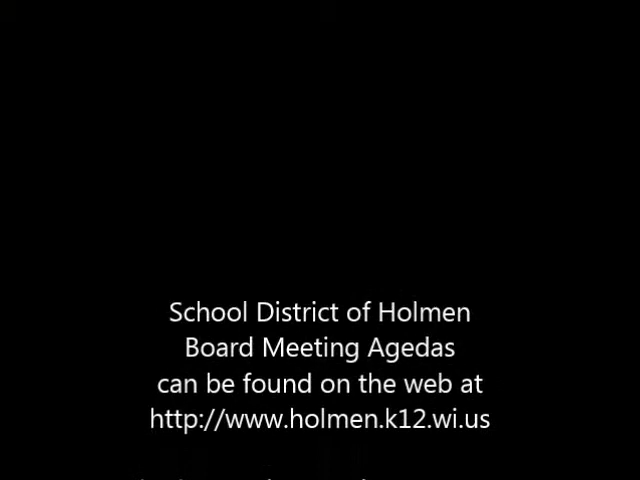 School District of Holmen
Board Meeting Agedas
can be found on the web at
http://www.holmen.k12.wi.us